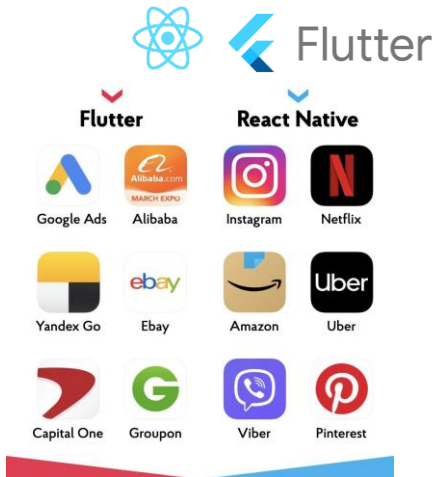 Flutter
Flutter React Native
Alibaba.com
MARCH EXPO
N
Google Ads Alibaba Instagram Netflix
ebay Uber
Yandex Go Ebay Amazon Uber
G
Capital One Groupon Viber Pinterest